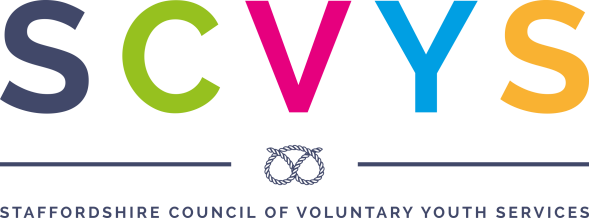 SCVYS
STAFFORDSHIRE COUNCIL OF VOLUNTARY YOUTH SERVICES